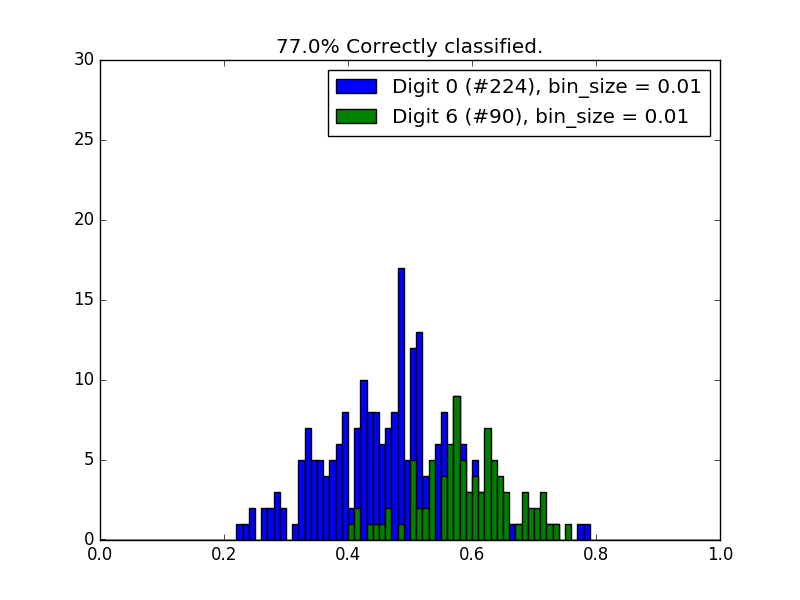 77.0% Correctly classified.
30
Digit 0 (#224), bin_size = 0.01
Digit 6 (#90), bin_size = 0.01
25
20
15
10
5
0
0.0 0.2 0.4 0.6 0.8 1.0